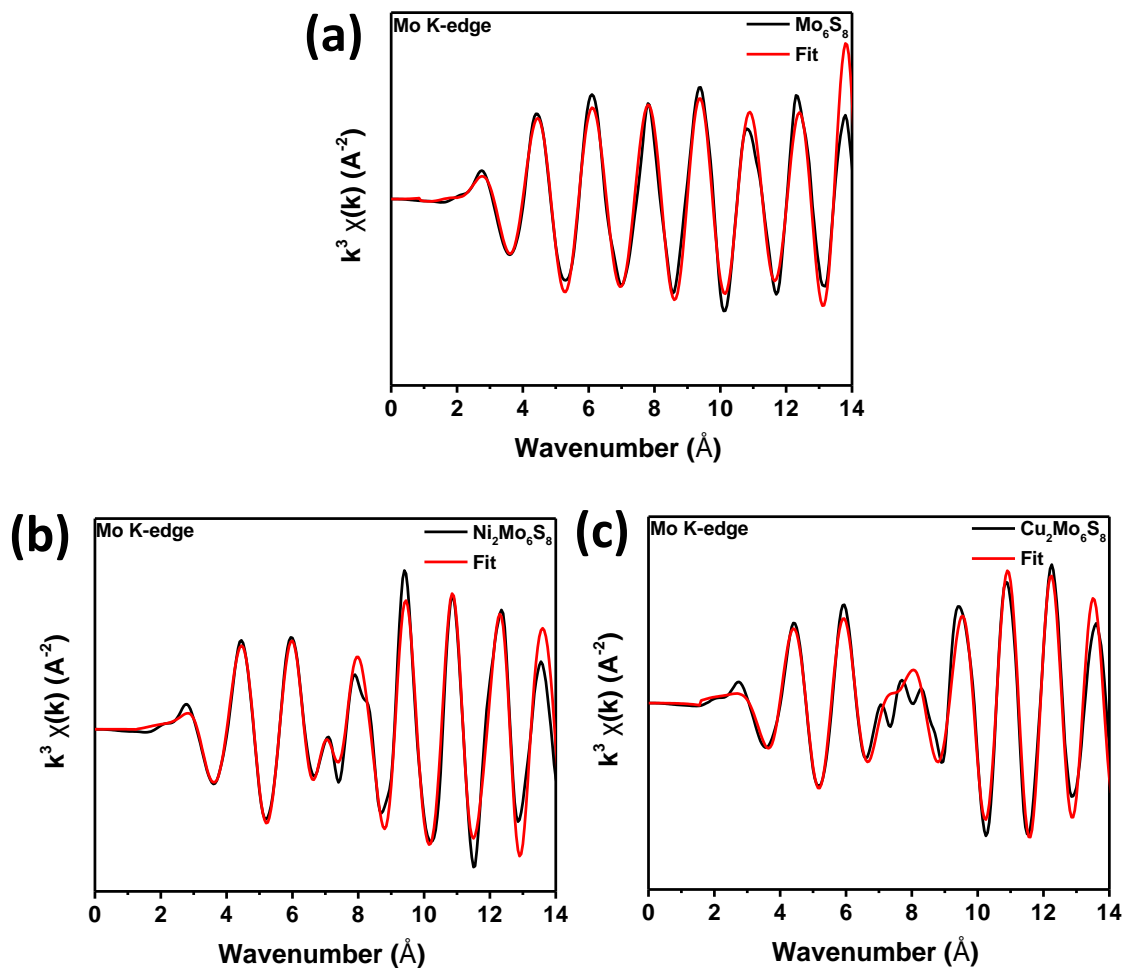 (a)
Mo K-edge
Mo₆S₈
Fit
k³ χ(k) (A⁻²)
0 2 4 6 8 10 12 14
Wavenumber (Å)
(b)
Mo K-edge
Ni₂Mo₆S₈
Fit
k³ χ(k) (A⁻²)
0 2 4 6 8 10 12 14
Wavenumber (Å)
(c)
Mo K-edge
Cu₂Mo₆S₈
Fit
k³ χ(k) (A⁻²)
0 2 4 6 8 10 12 14
Wavenumber (Å)